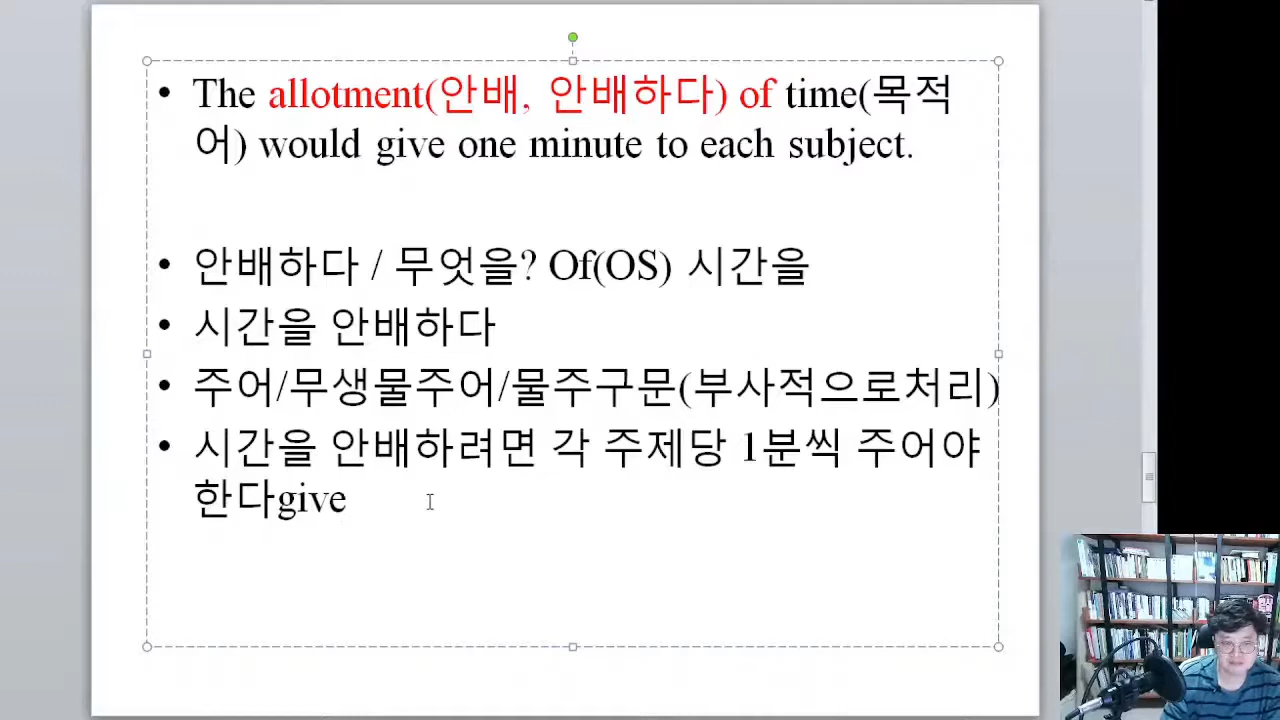 • The allotment(안배, 안배하다) of time(목적
어) would give one minute to each subject.
• 안배하다 / 무엇을? Of(OS) 시간을
• 시간을 안배하다
• 주어/무생물주어/물주구문(부사적으로처리)
• 시간을 안배하려면 각 주제당 1분씩 주어야
한다give